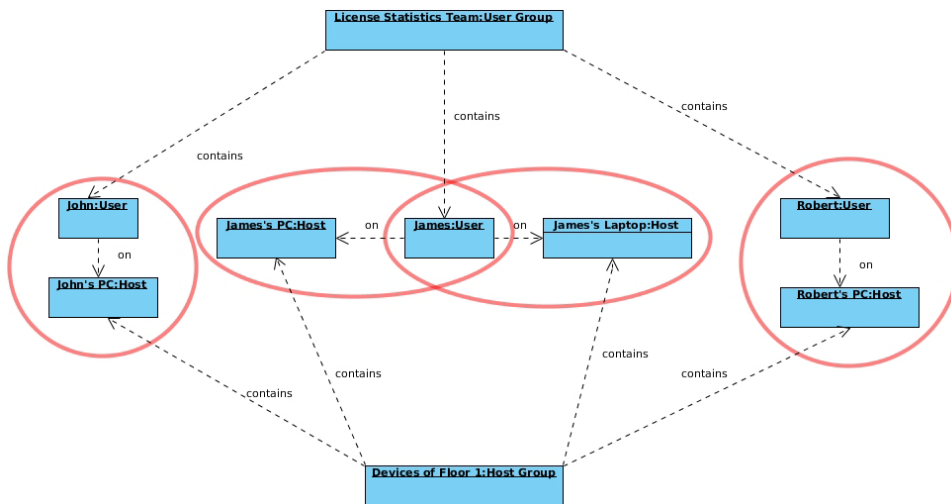 License Statistics Team:User Group
contains
contains
contains
John:User
on
John's PC:Host
James's PC:Host
on
James:User
on
James's Laptop:Host
Robert:User
on
Robert's PC:Host
contains
contains
contains
contains
Devices of Floor 1:Host Group